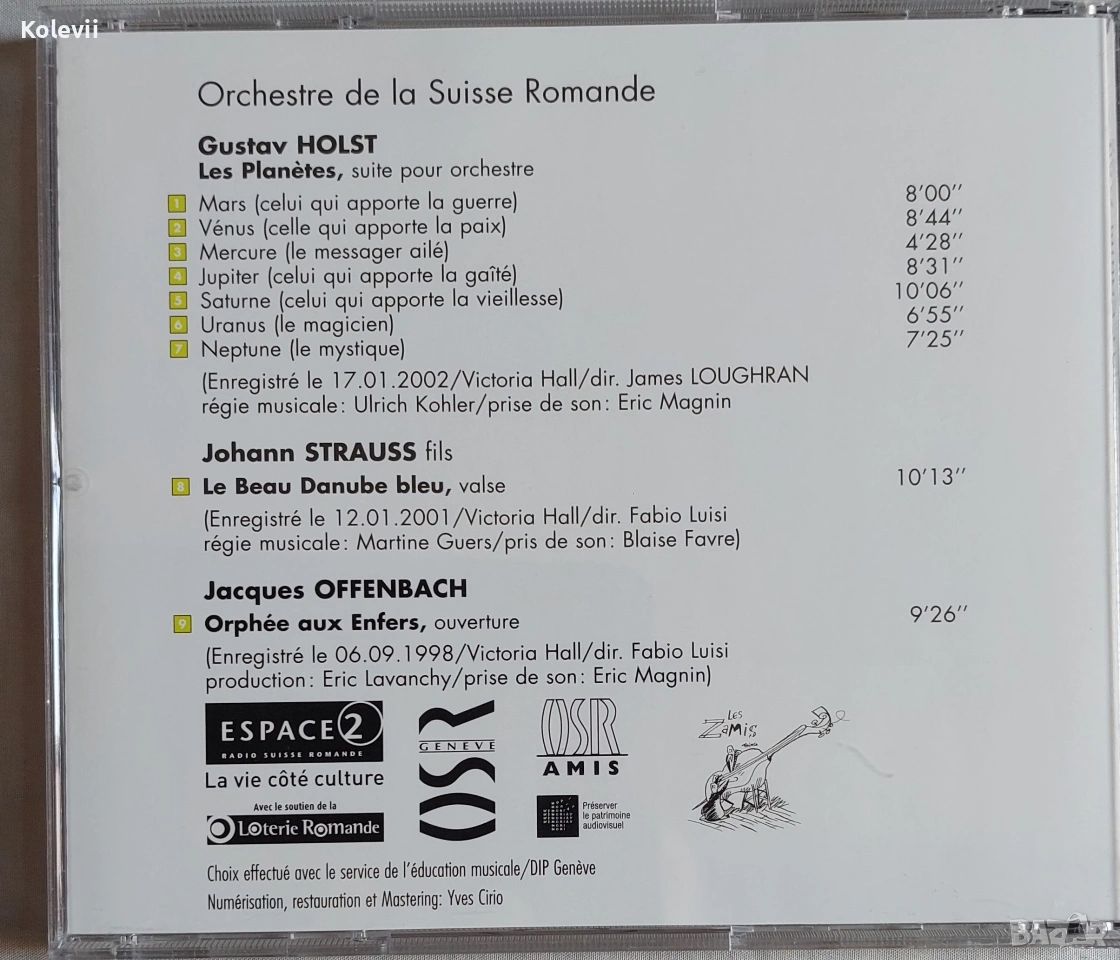 Kolevii
Orchestre de la Suisse Romande
Gustav HOLST
Les Planètes, suite pour orchestre
1 Mars (celui qui apporte la guerre) 8'00''
2 Vénus (celle qui apporte la paix) 8'44''
3 Mercure (le messager ailé) 4'28''
4 Jupiter (celui qui apporte la gaîté) 8'31''
5 Saturne (celui qui apporte la vieillesse) 10'06''
6 Uranus (le magicien) 6'55''
7 Neptune (le mystique) 7'25''
(Enregistré le 17.01.2002/Victoria Hall/dir. James LOUGHRAN
régie musicale: Ulrich Kohler/prise de son: Eric Magnin
Johann STRAUSS fils
8 Le Beau Danube bleu, valse 10'13''
(Enregistré le 12.01.2001/Victoria Hall/dir. Fabio Luisi
régie musicale: Martine Guers/pris de son: Blaise Favre)
Jacques OFFENBACH
9 Orphée aux Enfers, ouverture 9'26''
(Enregistré le 06.09.1998/Victoria Hall/dir. Fabio Luisi
production: Eric Lavanchy/prise de son: Eric Magnin)
ESPACE 2
RADIO SUISSE ROMANDE
La vie côté culture
Avec le soutien de la
Loterie Romande
OSR
GENEVE
OSR
AMIS
Préserver
le patrimoine
audiovisuel
Les
Zamis
Choix effectué avec le service de l'éducation musicale/DIP Genève
Numérisation, restauration et Mastering: Yves Cirio
BAZAR